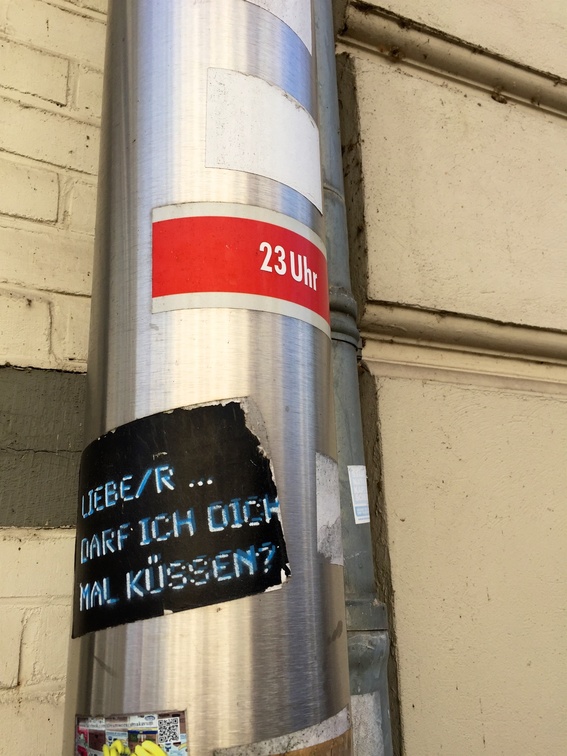 23 Uhr
LIEBE/R ...
DARF ICH DICH
MAL KÜSSEN?